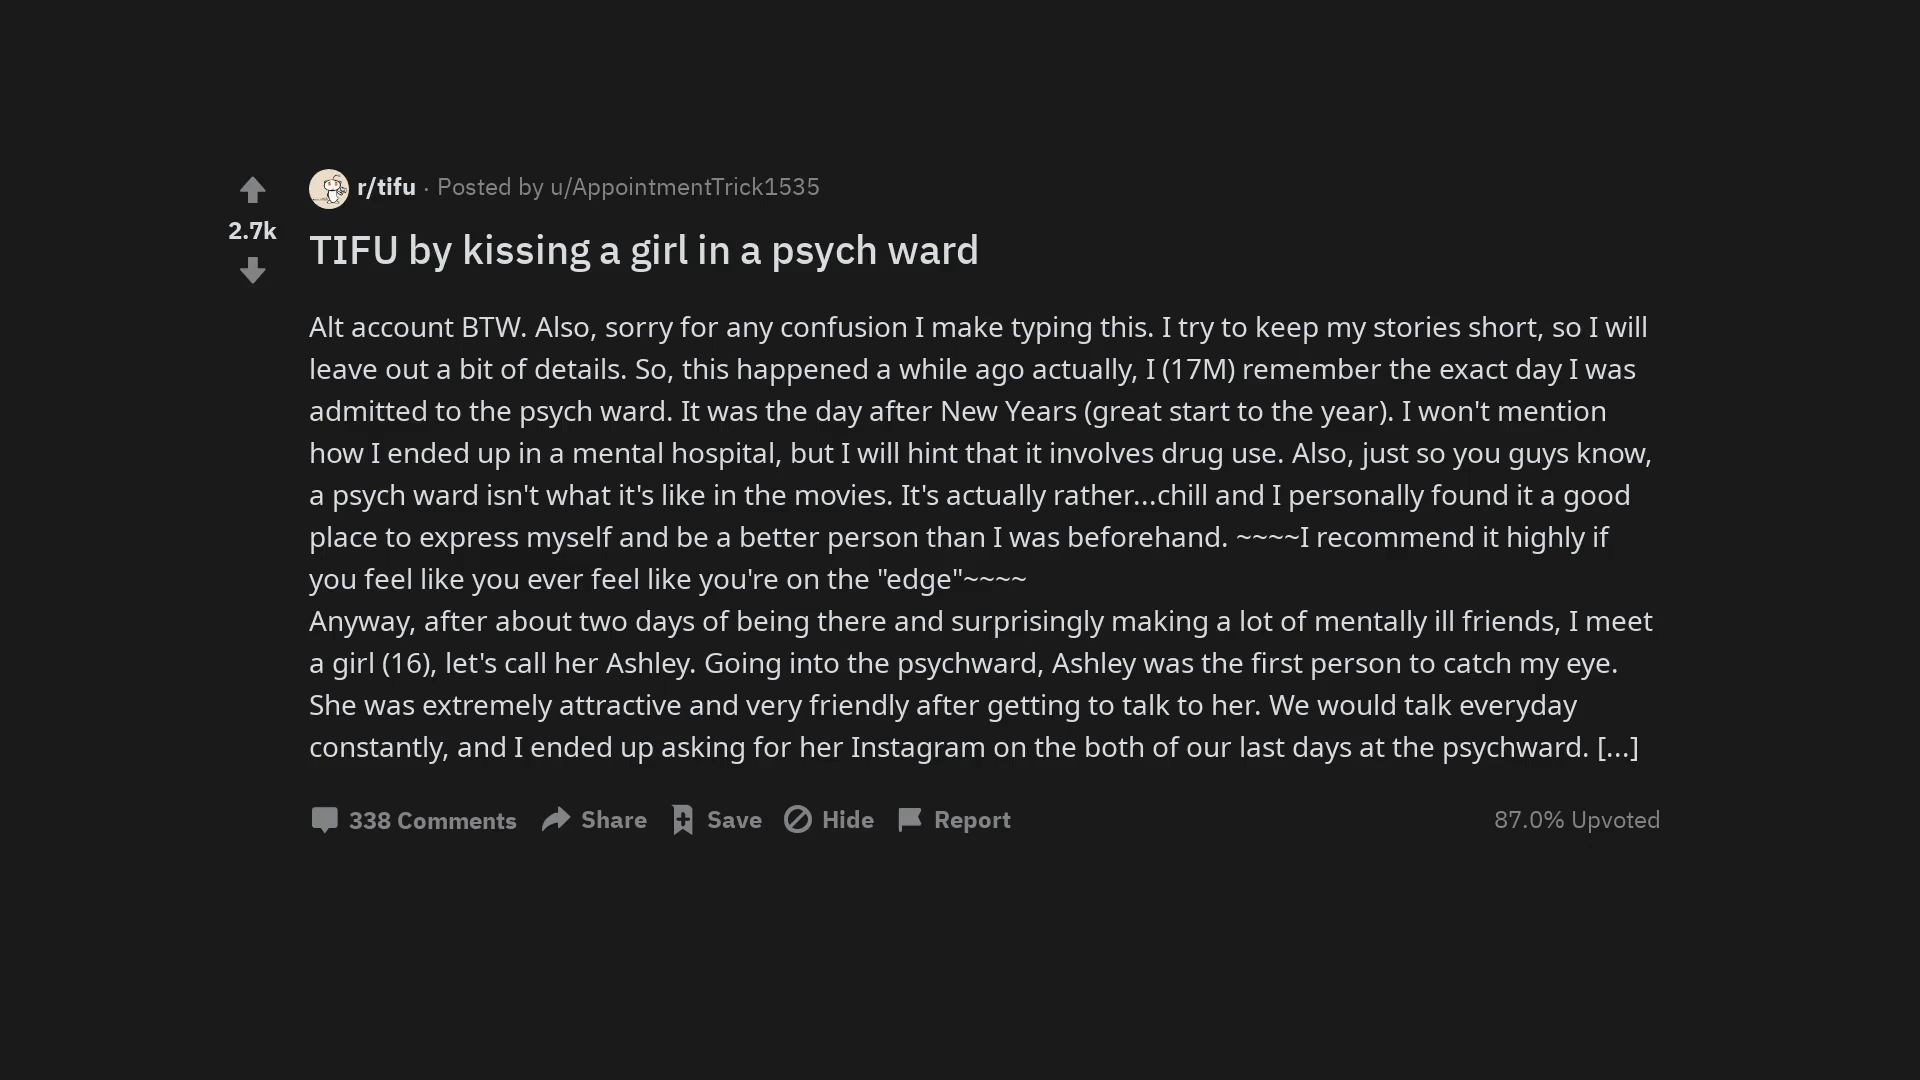 r/tifu · Posted by u/AppointmentTrick1535
2.7k
TIFU by kissing a girl in a psych ward
Alt account BTW. Also, sorry for any confusion I make typing this. I try to keep my stories short, so I will
leave out a bit of details. So, this happened a while ago actually, I (17M) remember the exact day I was
admitted to the psych ward. It was the day after New Years (great start to the year). I won't mention
how I ended up in a mental hospital, but I will hint that it involves drug use. Also, just so you guys know,
a psych ward isn't what it's like in the movies. It's actually rather...chill and I personally found it a good
place to express myself and be a better person than I was beforehand. ~~~~I recommend it highly if
you feel like you ever feel like you're on the "edge"~~~~
Anyway, after about two days of being there and surprisingly making a lot of mentally ill friends, I meet
a girl (16), let's call her Ashley. Going into the psychward, Ashley was the first person to catch my eye.
She was extremely attractive and very friendly after getting to talk to her. We would talk everyday
constantly, and I ended up asking for her Instagram on the both of our last days at the psychward. [...]
338 Comments Share Save Hide Report 87.0% Upvoted